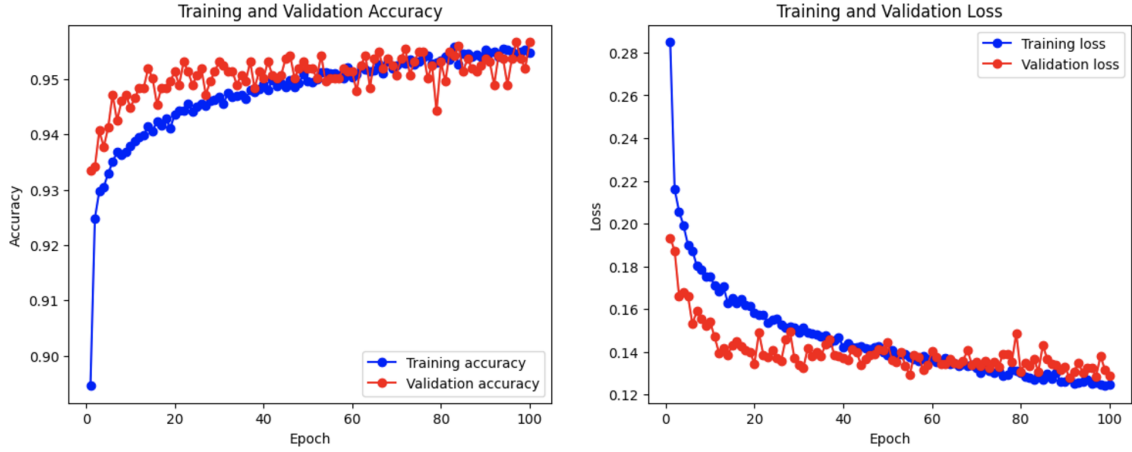 Training and Validation Accuracy
0.95
0.94
0.93
0.92
0.91
0.90
Accuracy
0
20
40
60
80
100
Epoch
Training accuracy
Validation accuracy
Training and Validation Loss
0.28
0.26
0.24
0.22
0.20
0.18
0.16
0.14
0.12
Loss
0
20
40
60
80
100
Epoch
Training loss
Validation loss